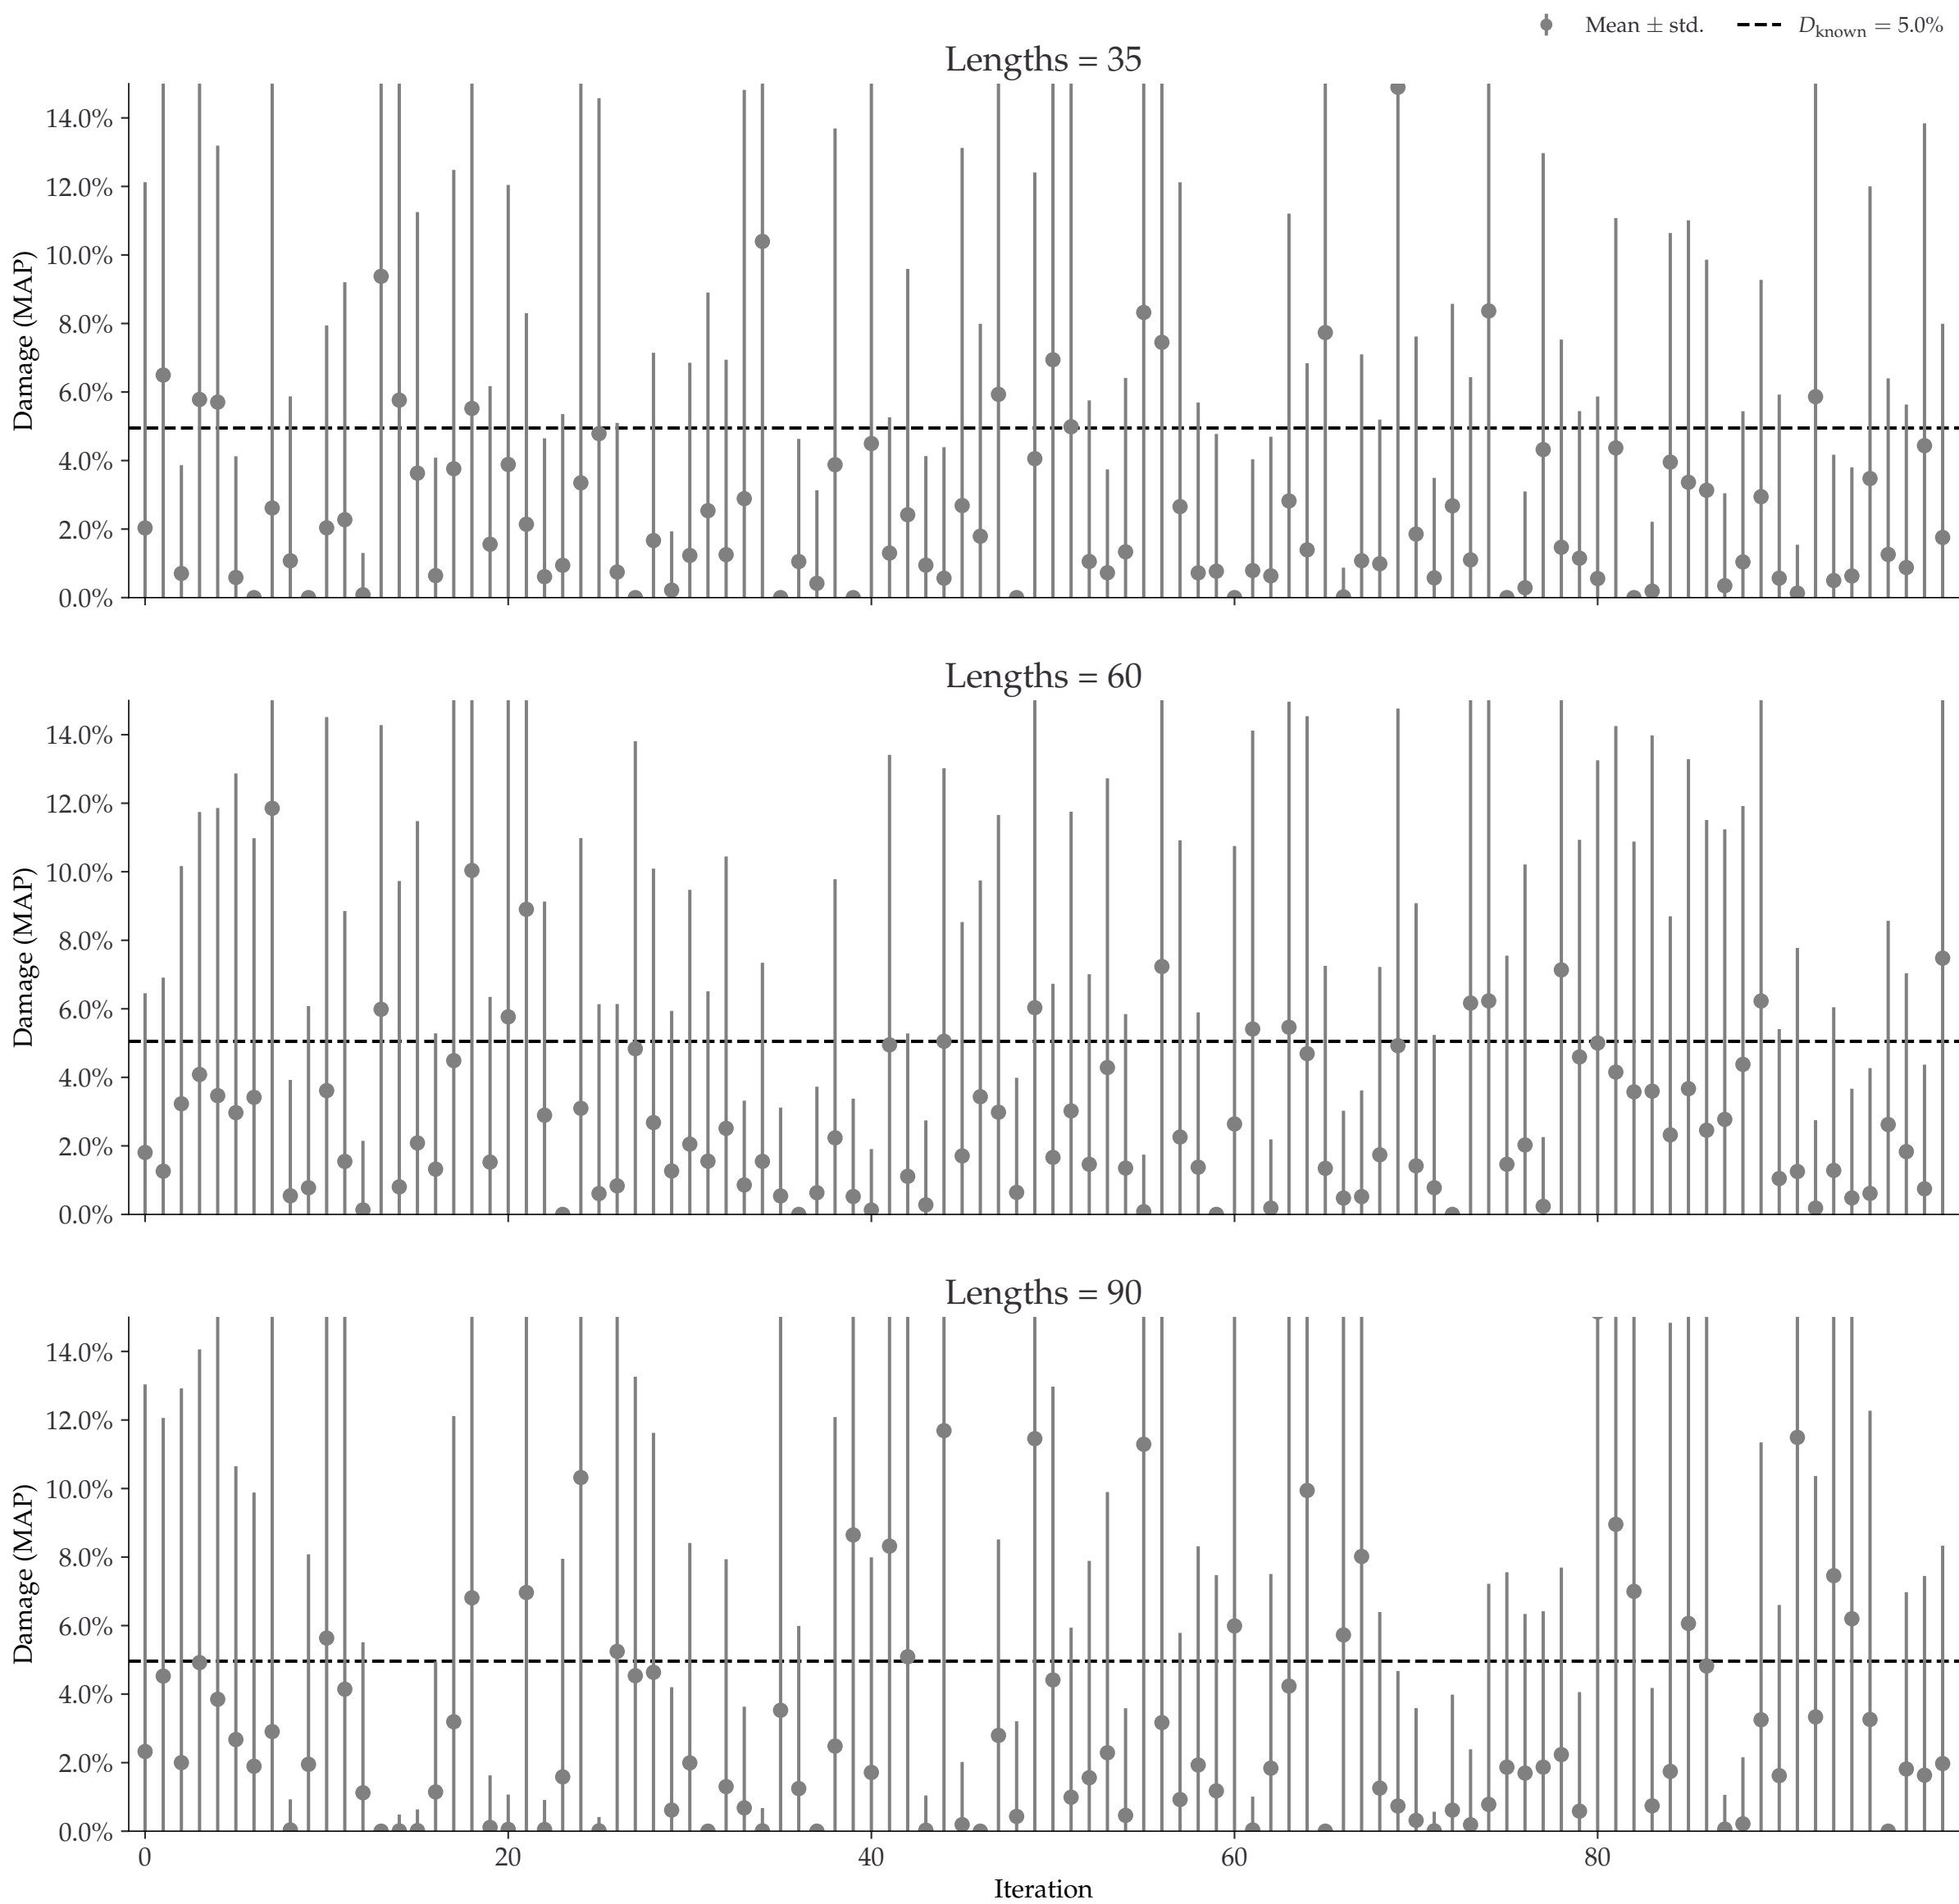 Mean ± std.
D_known = 5.0%
Lengths = 35
14.0%
12.0%
10.0%
8.0%
6.0%
4.0%
2.0%
0.0%
Damage (MAP)
Lengths = 60
14.0%
12.0%
10.0%
8.0%
6.0%
4.0%
2.0%
0.0%
Damage (MAP)
Lengths = 90
14.0%
12.0%
10.0%
8.0%
6.0%
4.0%
2.0%
0.0%
Damage (MAP)
0 20 40 60 80
Iteration